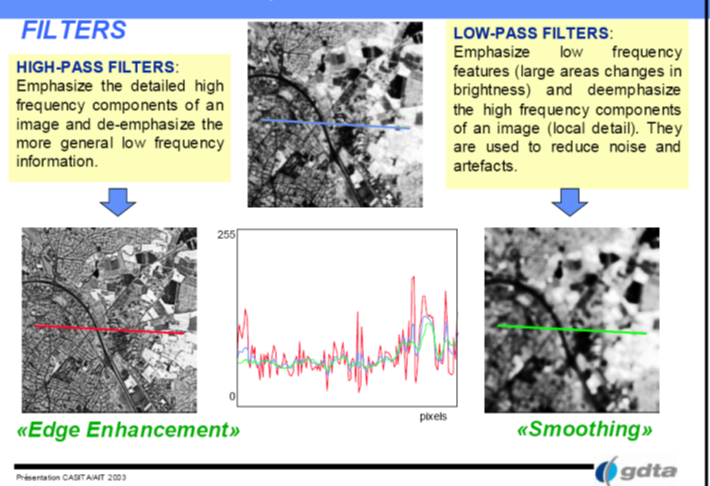 FILTERS
HIGH-PASS FILTERS:
Emphasize the detailed high
frequency components of an
image and de-emphasize the
more general low frequency
information.
LOW-PASS FILTERS:
Emphasize low frequency
features (large areas changes in
brightness) and deemphasize
the high frequency components
of an image (local detail). They
are used to reduce noise and
artefacts.
255
0
pixels
«Edge Enhancement»
«Smoothing»
Présentation CASITA/AIT 2003
gdta